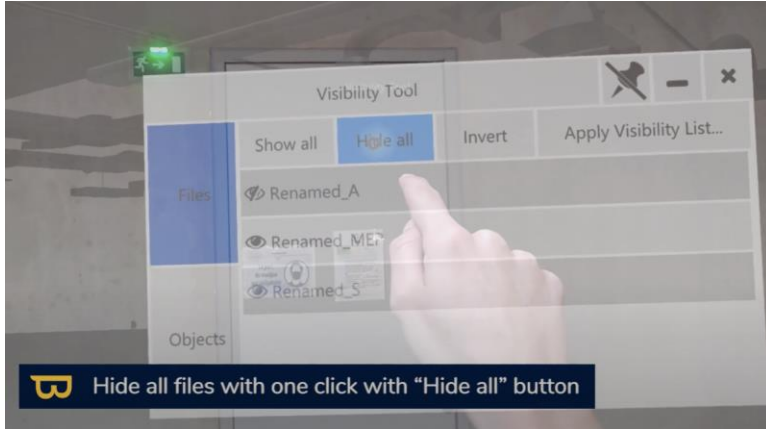 Visibility Tool
Show all Hide all Invert Apply Visibility List...
Files
Renamed_A
Renamed_MEP
Renamed_S
Objects
Hide all files with one click with “Hide all” button